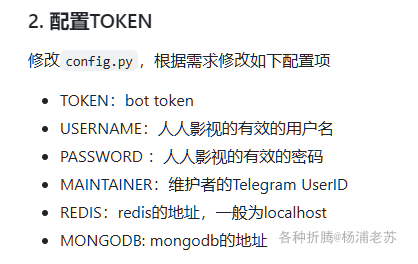 2. 配置TOKEN
修改 config.py ，根据需求修改如下配置项
TOKEN：bot token
USERNAME：人人影视的有效的用户名
PASSWORD ：人人影视的有效的密码
MAINTAINER：维护者的Telegram UserID
REDIS：redis的地址，一般为localhost
MONGODB: mongodb的地址
各种折腾@杨浦老苏